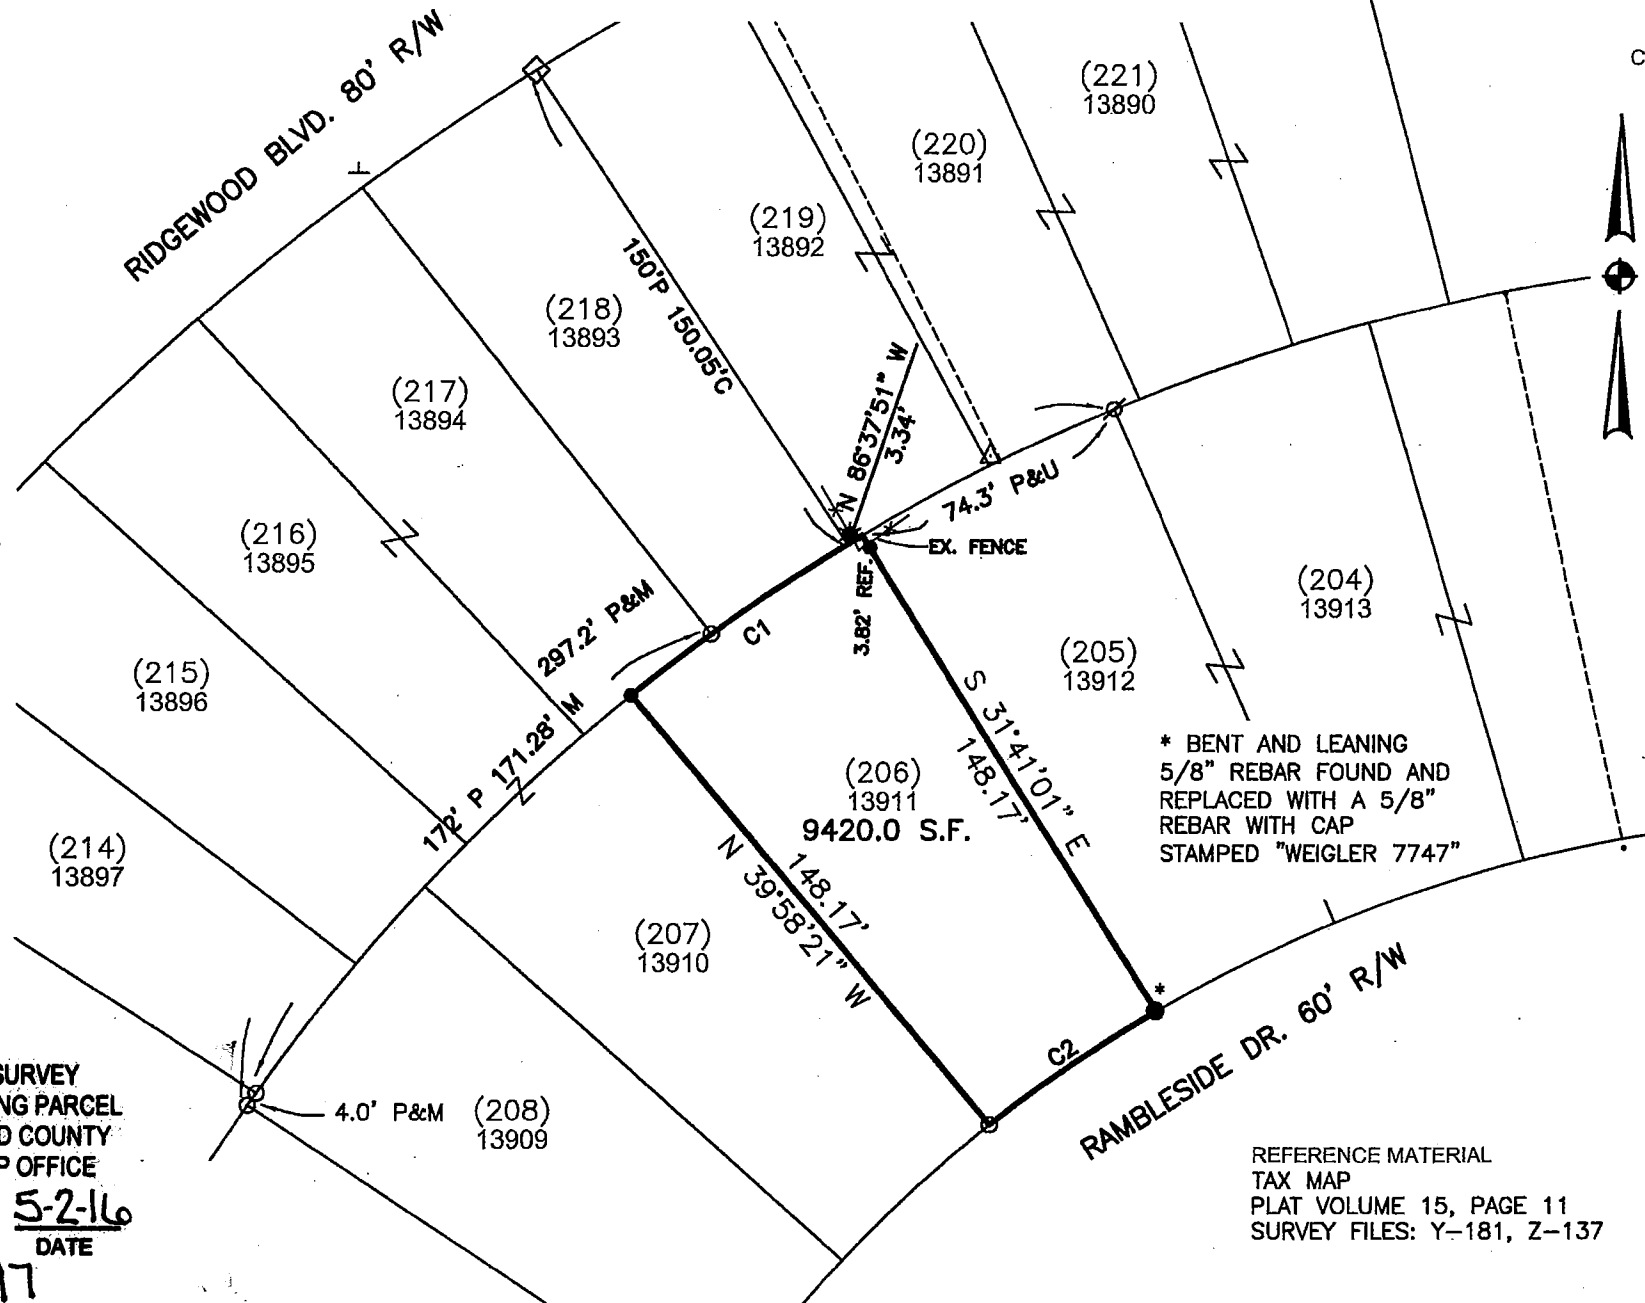 RIDGEWOOD BLVD. 80' R/W
C
(221)
13890
(220)
13891
(219)
13892
(218)
13893
(217)
13894
(216)
13895
(215)
13896
(214)
13897
150'P 150.05'C
N 86°37'51" W
3.34'
74.3' P&U
EX. FENCE
3.82' REF.
C1
297.2' P&M
172' P 171.28' M
(204)
13913
(205)
13912
S 31°41'01" E
148.17'
(206)
13911
9420.0 S.F.
148.17'
N 39°58'21" W
(207)
13910
(208)
13909
4.0' P&M
* BENT AND LEANING
5/8" REBAR FOUND AND
REPLACED WITH A 5/8"
REBAR WITH CAP
STAMPED "WEIGLER 7747"
*
C2
RAMBLESIDE DR. 60' R/W
SURVEY
NG PARCEL
D COUNTY
P OFFICE
5-2-16
DATE
17
REFERENCE MATERIAL
TAX MAP
PLAT VOLUME 15, PAGE 11
SURVEY FILES: Y-181, Z-137